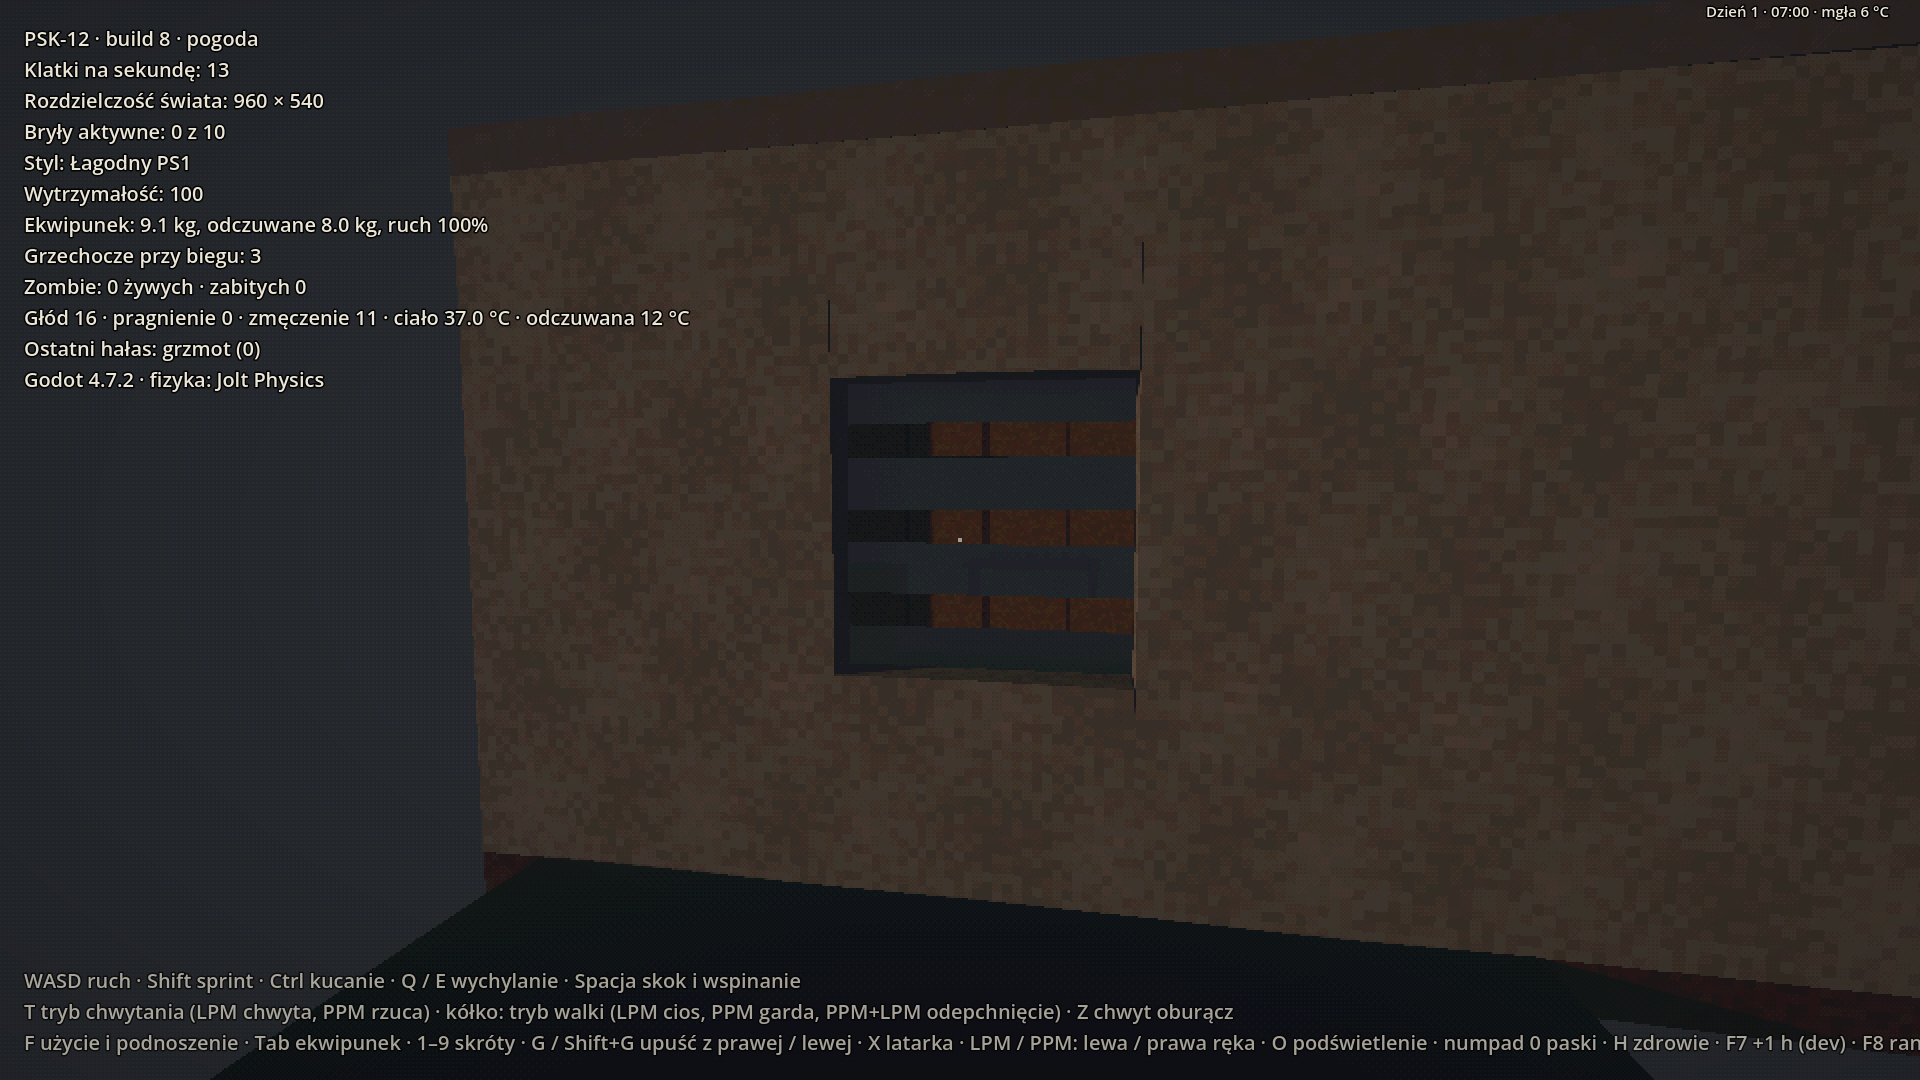 Dzień 1 · 07:00 · mgła 6 °C
PSK-12 · build 8 · pogoda
Klatki na sekundę: 13
Rozdzielczość świata: 960 × 540
Bryły aktywne: 0 z 10
Styl: Łagodny PS1
Wytrzymałość: 100
Ekwipunek: 9.1 kg, odczuwane 8.0 kg, ruch 100%
Grzechocze przy biegu: 3
Zombie: 0 żywych · zabitych 0
Głód 16 · pragnienie 0 · zmęczenie 11 · ciało 37.0 °C · odczuwana 12 °C
Ostatni hałas: grzmot (0)
Godot 4.7.2 · fizyka: Jolt Physics
WASD ruch · Shift sprint · Ctrl kucanie · Q / E wychylanie · Spacja skok i wspinanie
T tryb chwytania (LPM chwyta, PPM rzuca) · kółko: tryb walki (LPM cios, PPM garda, PPM+LPM odepchnięcie) · Z chwyt oburącz
F użycie i podnoszenie · Tab ekwipunek · 1–9 skróty · G / Shift+G upuść z prawej / lewej · X latarka · LPM / PPM: lewa / prawa ręka · O podświetlenie · numpad 0 paski · H zdrowie · F7 +1 h (dev) · F8 ran